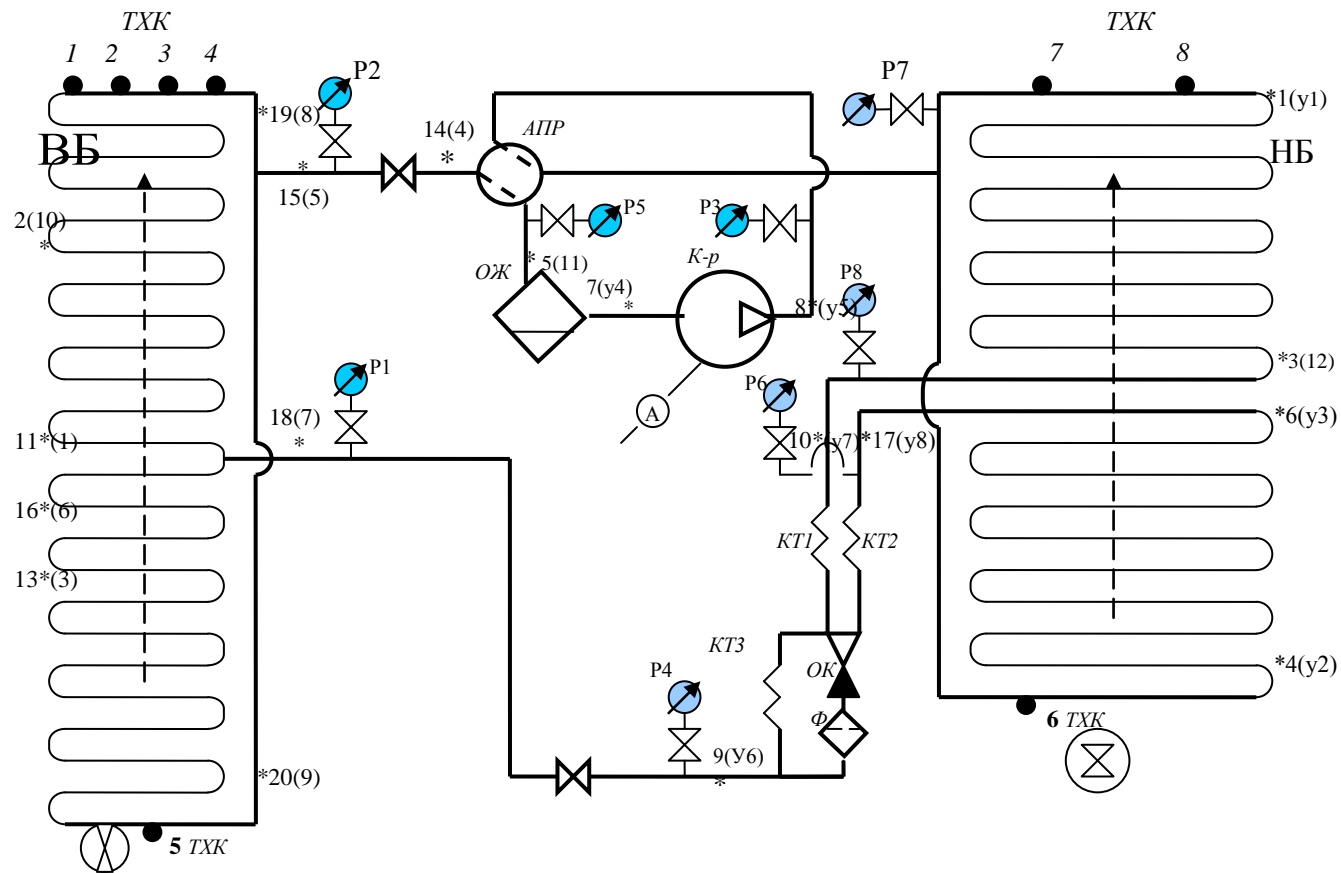 ТХК
ТХК
1 2 3 4
7 8
P2
P7
*19(8)
14(4)
*
АПР
*1(у1)
ВБ
НБ
*
15(5)
2(10)
*
P5
P3
ОЖ
* 5(11)
К-р
7(у4)
*
P8
8*(у5)
*3(12)
P1
P6
18(7)
*
А
*6(у3)
11*(1)
10*(у7)
*17(у8)
16*(6)
КТ1
КТ2
13*(3)
КТ3
ОК
P4
*4(у2)
Ф
6 ТХК
9(У6)
*
*20(9)
5 ТХК